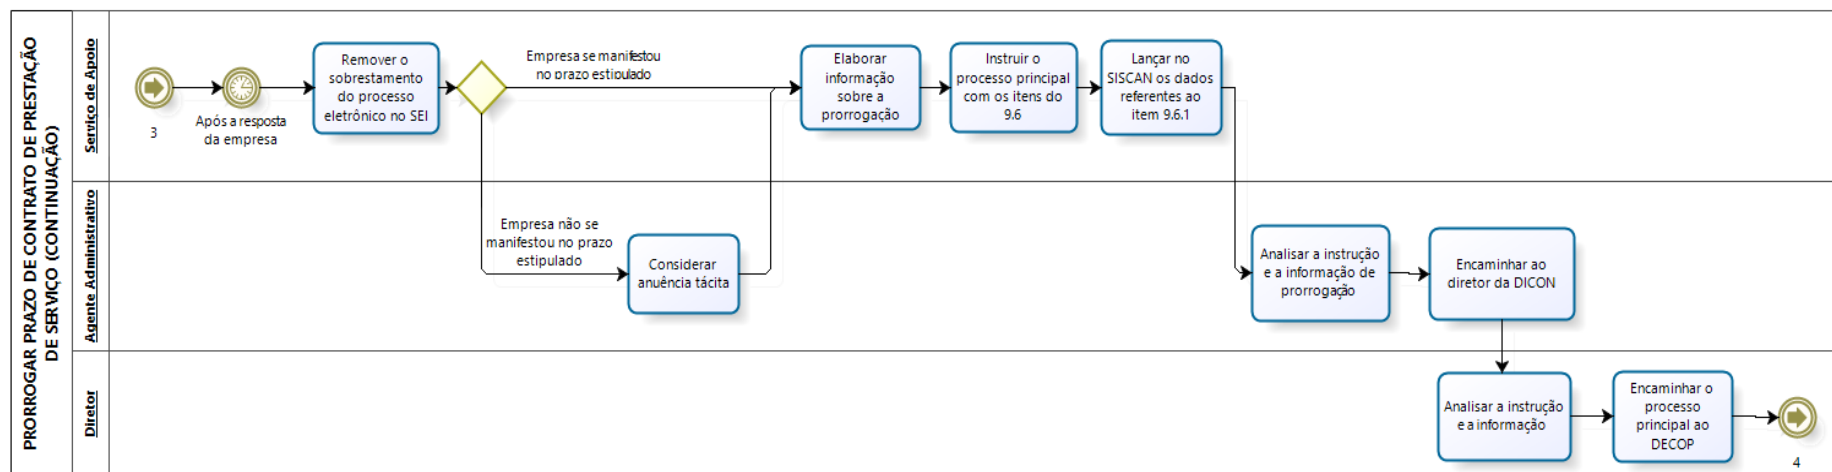 PRORROGAR PRAZO DE CONTRATO DE PRESTAÇÃO
DE SERVIÇO (CONTINUAÇÃO)
Serviço de Apoio
3
Após a resposta
da empresa
Remover o
sobrestamento
do processo
eletrônico no SEI
Empresa se manifestou
no prazo estipulado
Elaborar
informação
sobre a
prorrogação
Instruir o
processo principal
com os itens do
9.6
Lançar no
SISCAN os dados
referentes ao
item 9.6.1
Agente Administrativo
Empresa não se
manifestou no prazo
estipulado
Considerar
anuência tácita
Analisar a instrução
e a informação de
prorrogação
Encaminhar ao
diretor da DICON
Diretor
Analisar a instrução
e a informação
Encaminhar o
processo
principal ao
DECOP
4